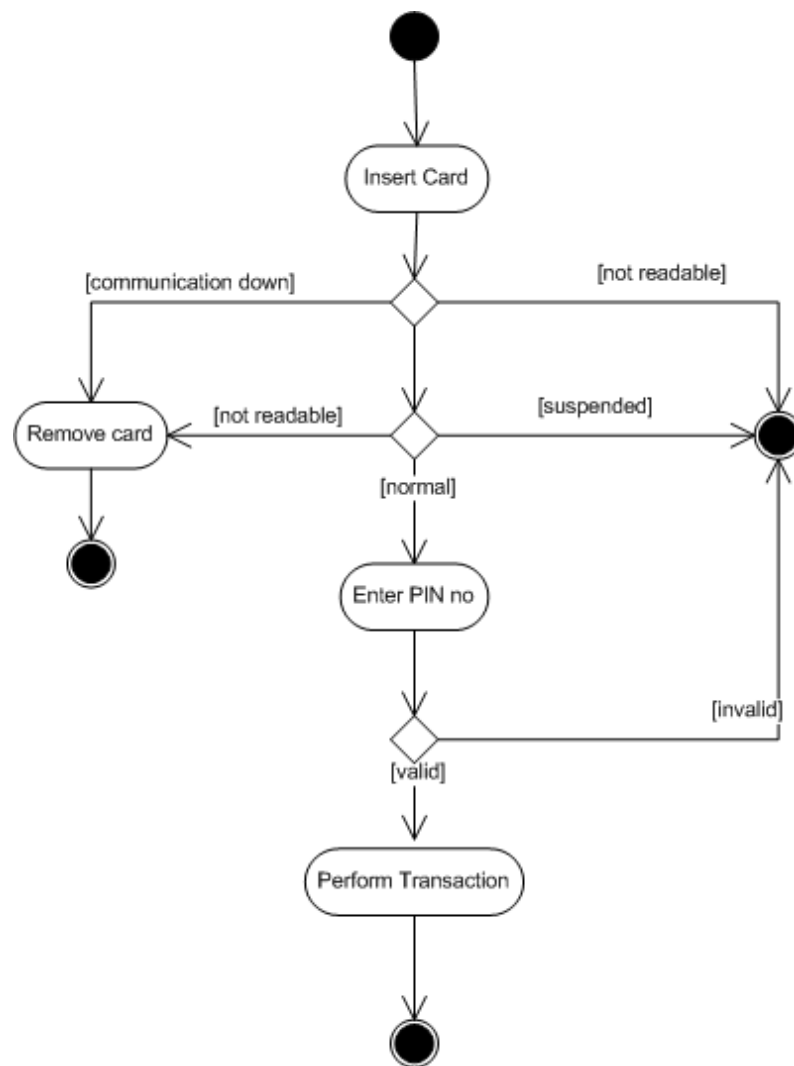 Insert Card
[communication down]
[not readable]
Remove card
[not readable]
[suspended]
[normal]
Enter PIN no
[invalid]
[valid]
Perform Transaction